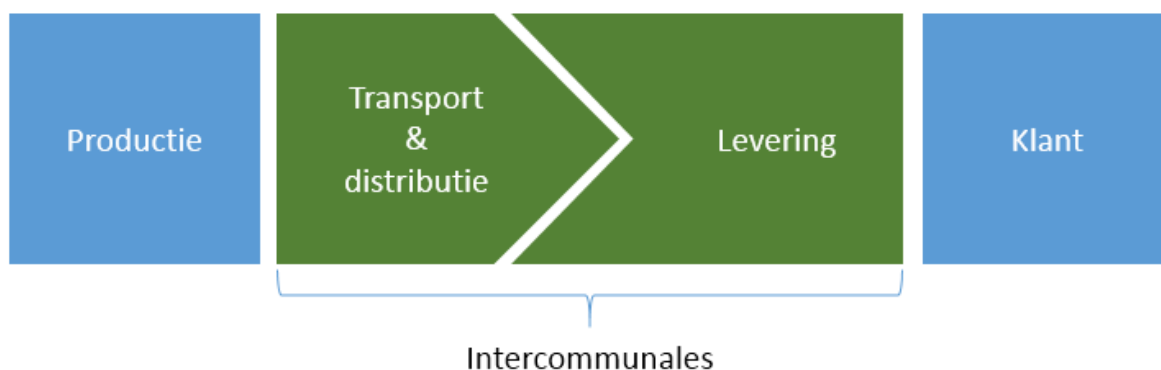 Productie
Transport
&
distributie
Levering
Klant
Intercommunales